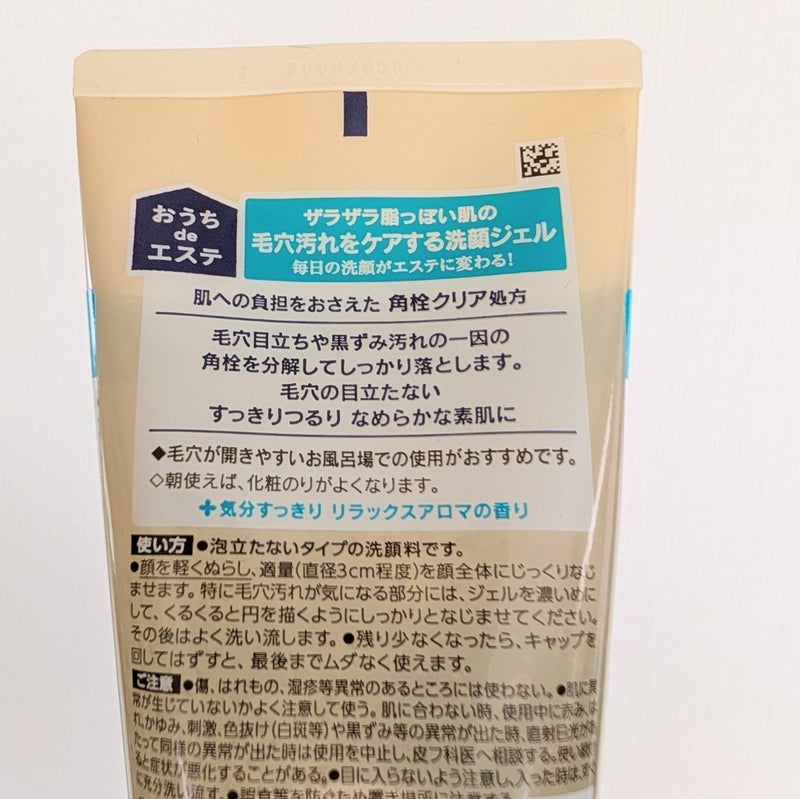 おうち
de
エステ
ザラザラ脂っぽい肌の
毛穴汚れをケアする洗顔ジェル
毎日の洗顔がエステに変わる!
肌への負担をおさえた 角栓クリア処方
毛穴目立ちや黒ずみ汚れの一因の
角栓を分解してしっかり落とします。
毛穴の目立たない
すっきりつるり なめらかな素肌に
◆毛穴が開きやすいお風呂場での使用がおすすめです。
◇朝使えば、化粧のりがよくなります。
✚気分すっきり リラックスアロマの香り
使い方 ●泡立たないタイプの洗顔料です。
●顔を軽くぬらし、適量(直径3cm程度)を顔全体にじっくりなじ
ませます。特に毛穴汚れが気になる部分には、ジェルを濃いめに
して、くるくると円を描くようにしっかりとなじませてください。
その後はよく洗い流します。●残り少なくなったら、キャップを
回してはずすと、最後までムダなく使えます。
ご注意 ●傷、はれもの、湿疹等異常のあるところには使わない。●肌に異
常が生じていないかよく注意して使う。肌に合わない時、使用中に赤み、は
れ、かゆみ、刺激、色抜け(白斑等)や黒ずみ等の異常が出た時、直射日光があ
たって同様の異常が出た時は使用を中止し、皮フ科医へ相談する。使い続け
ると症状が悪化することがある。●目に入らないよう注意し、入った時は、すぐ
に充分洗い流す。●誤食等を防ぐため置き場所に注意する。